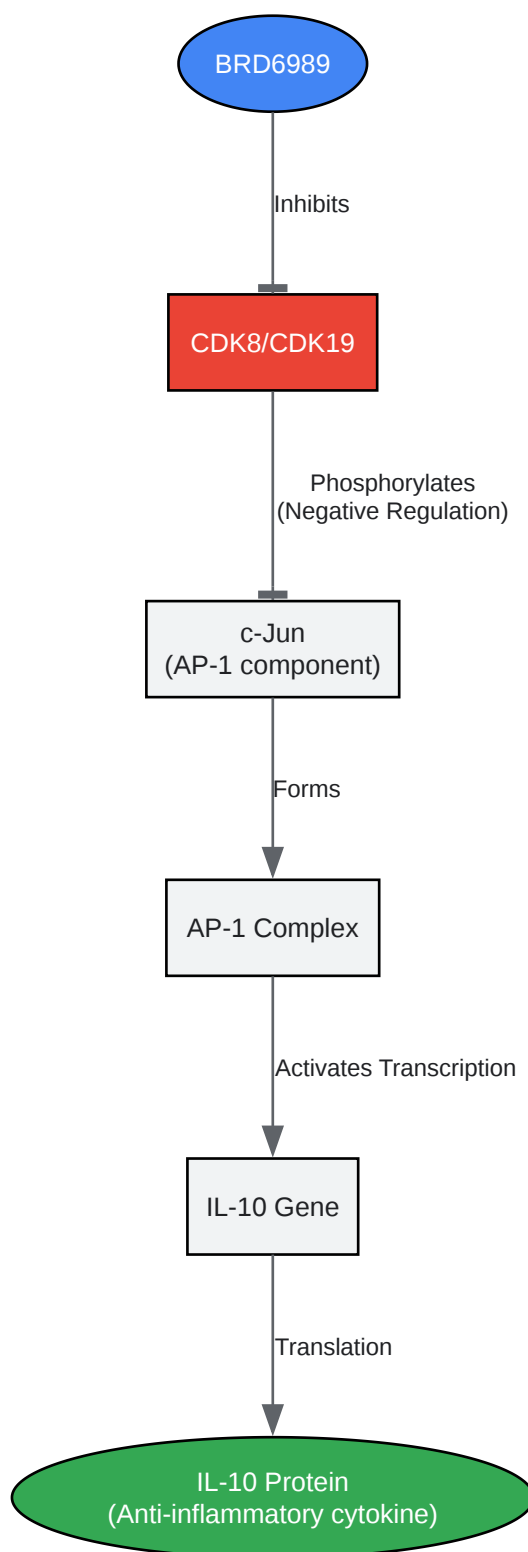 BRD6989
Inhibits
CDK8/CDK19
Phosphorylates
(Negative Regulation)
c-Jun
(AP-1 component)
Forms
AP-1 Complex
Activates Transcription
IL-10 Gene
Translation
IL-10 Protein
(Anti-inflammatory cytokine)